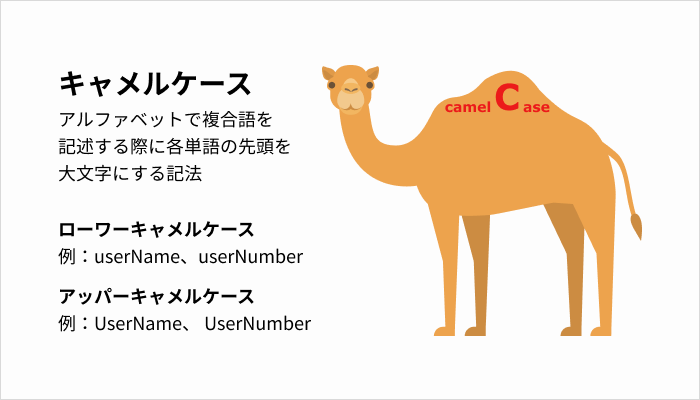 キャメルケース
アルファベットで複合語を
記述する際に各単語の先頭を
大文字にする記法
ローワーキャメルケース
例：userName、userNumber
アッパーキャメルケース
例：UserName、 UserNumber
camel C ase